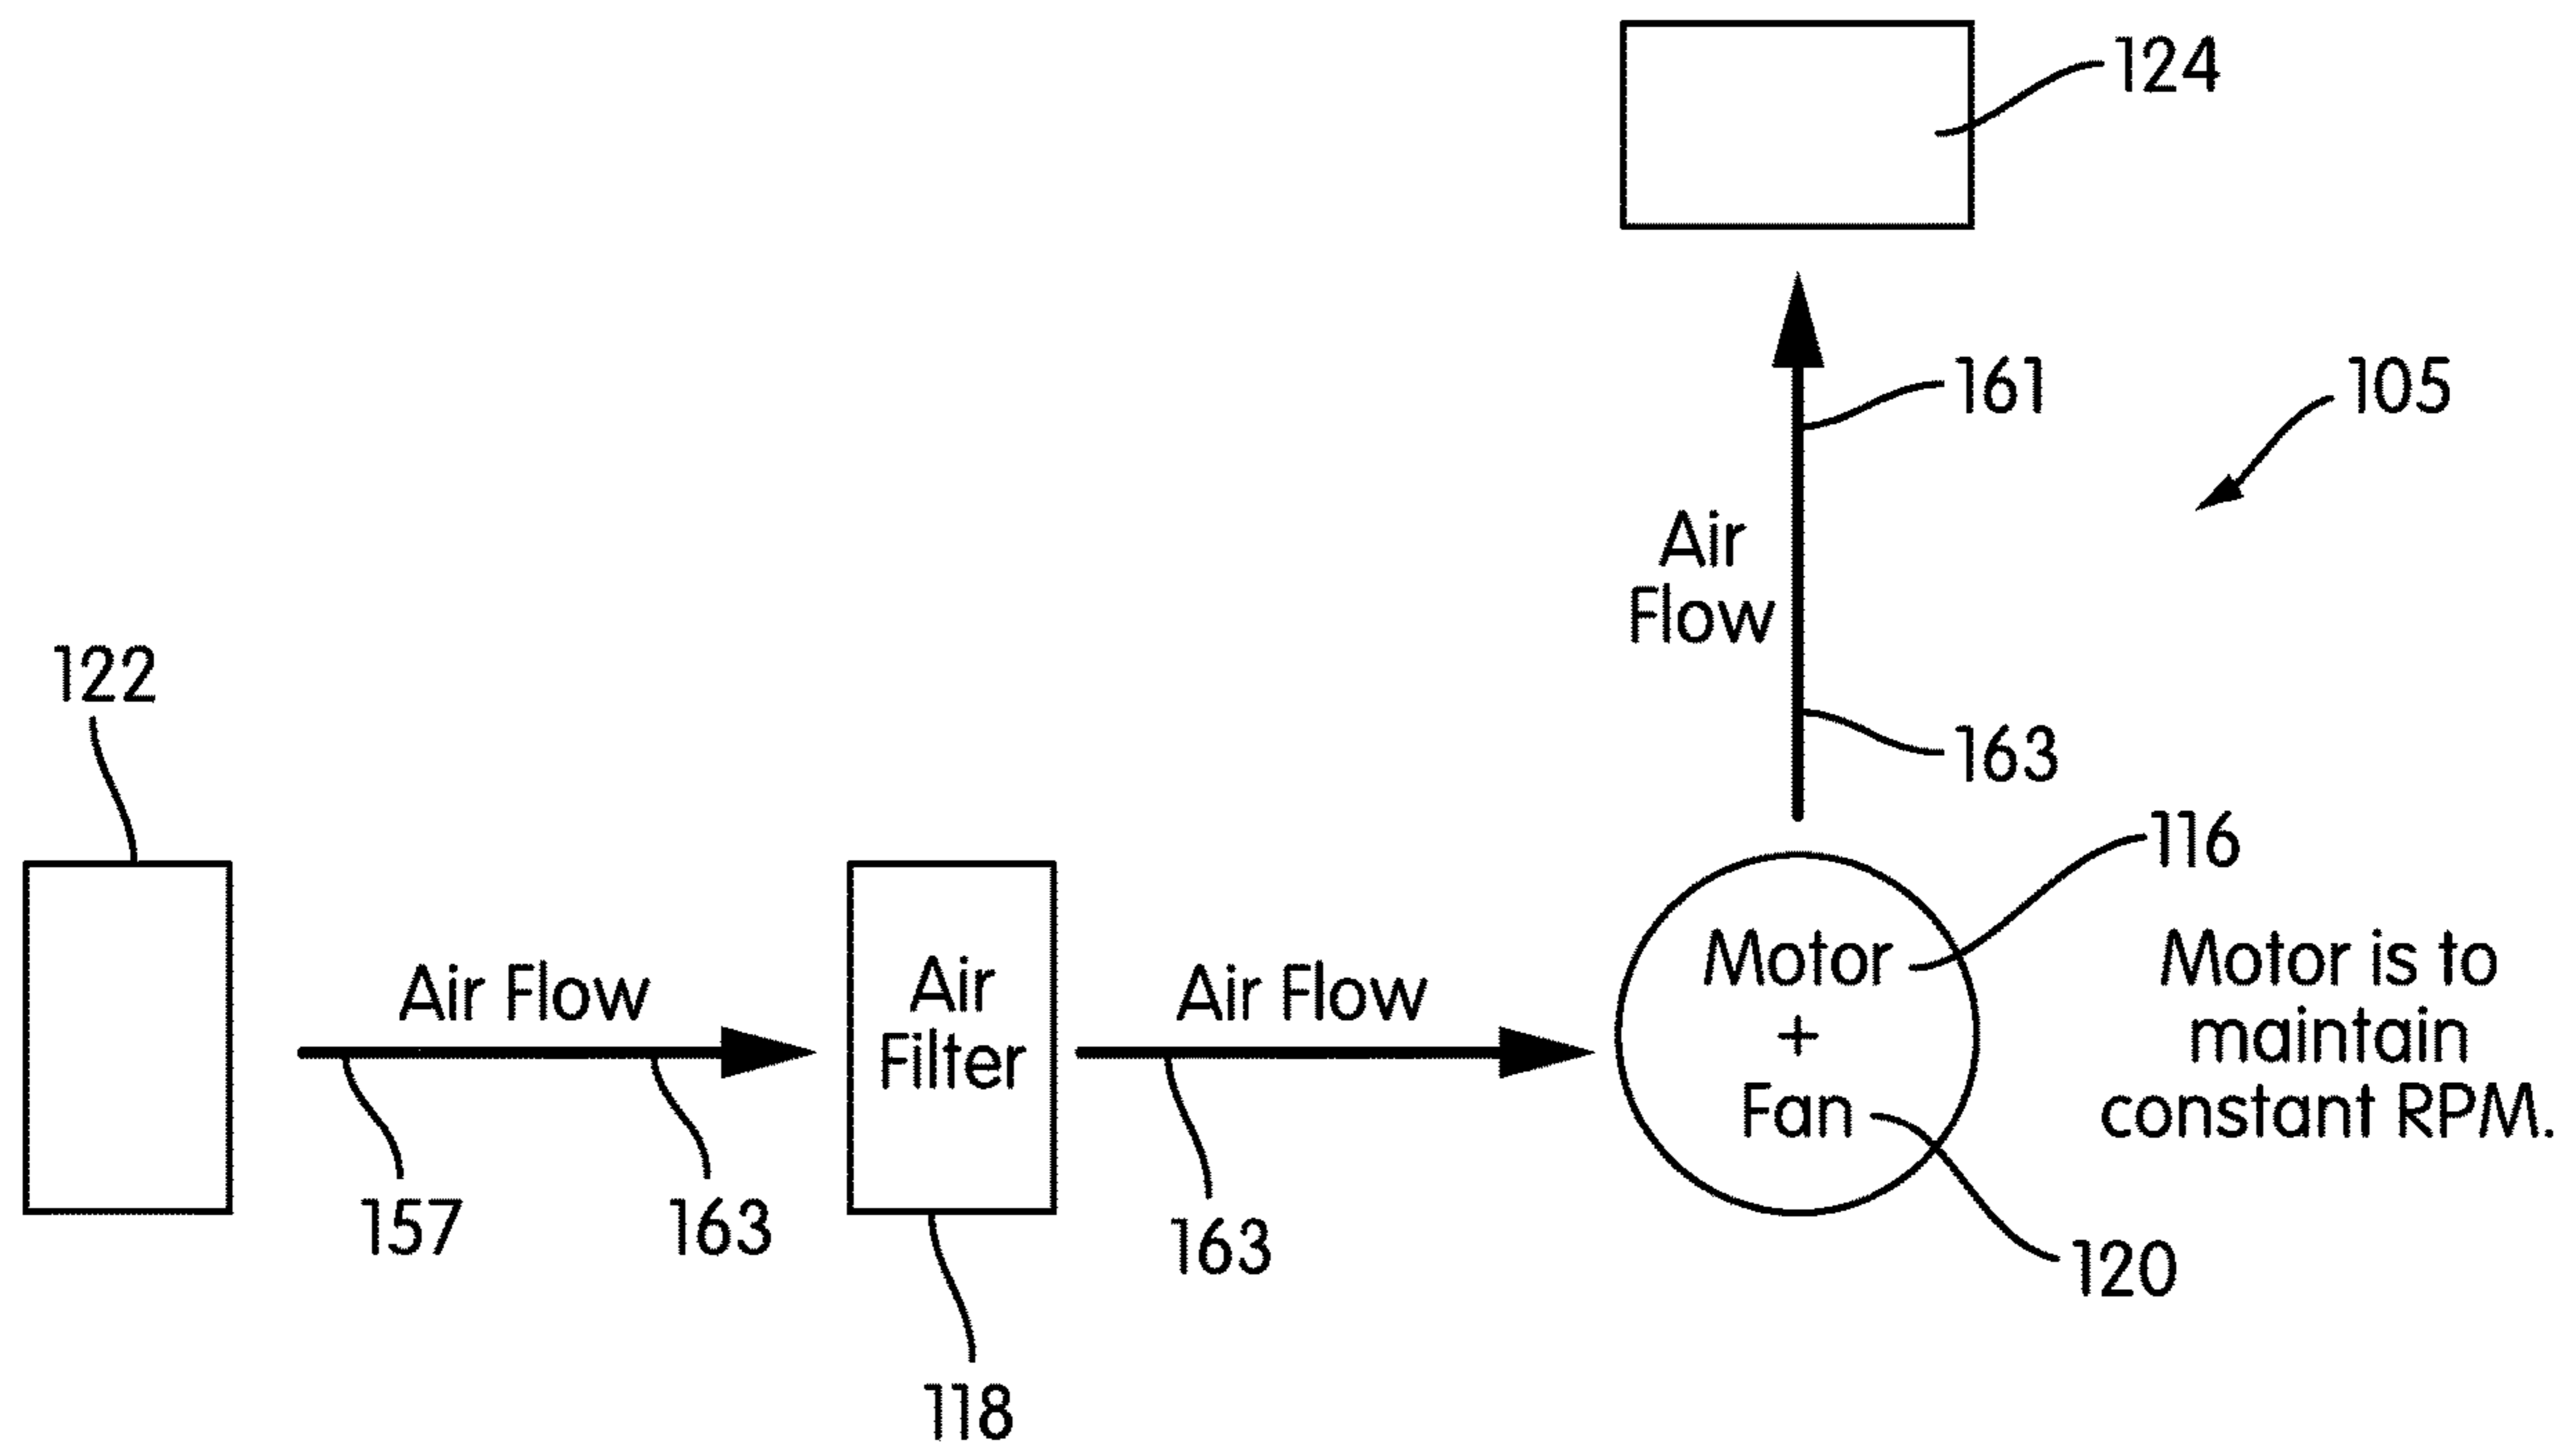 124
161
105
Air
Flow
122
163
116
Air Flow
Air
Filter
Air Flow
Motor
+
Fan
Motor is to
maintain
constant RPM.
157
163
163
120
118